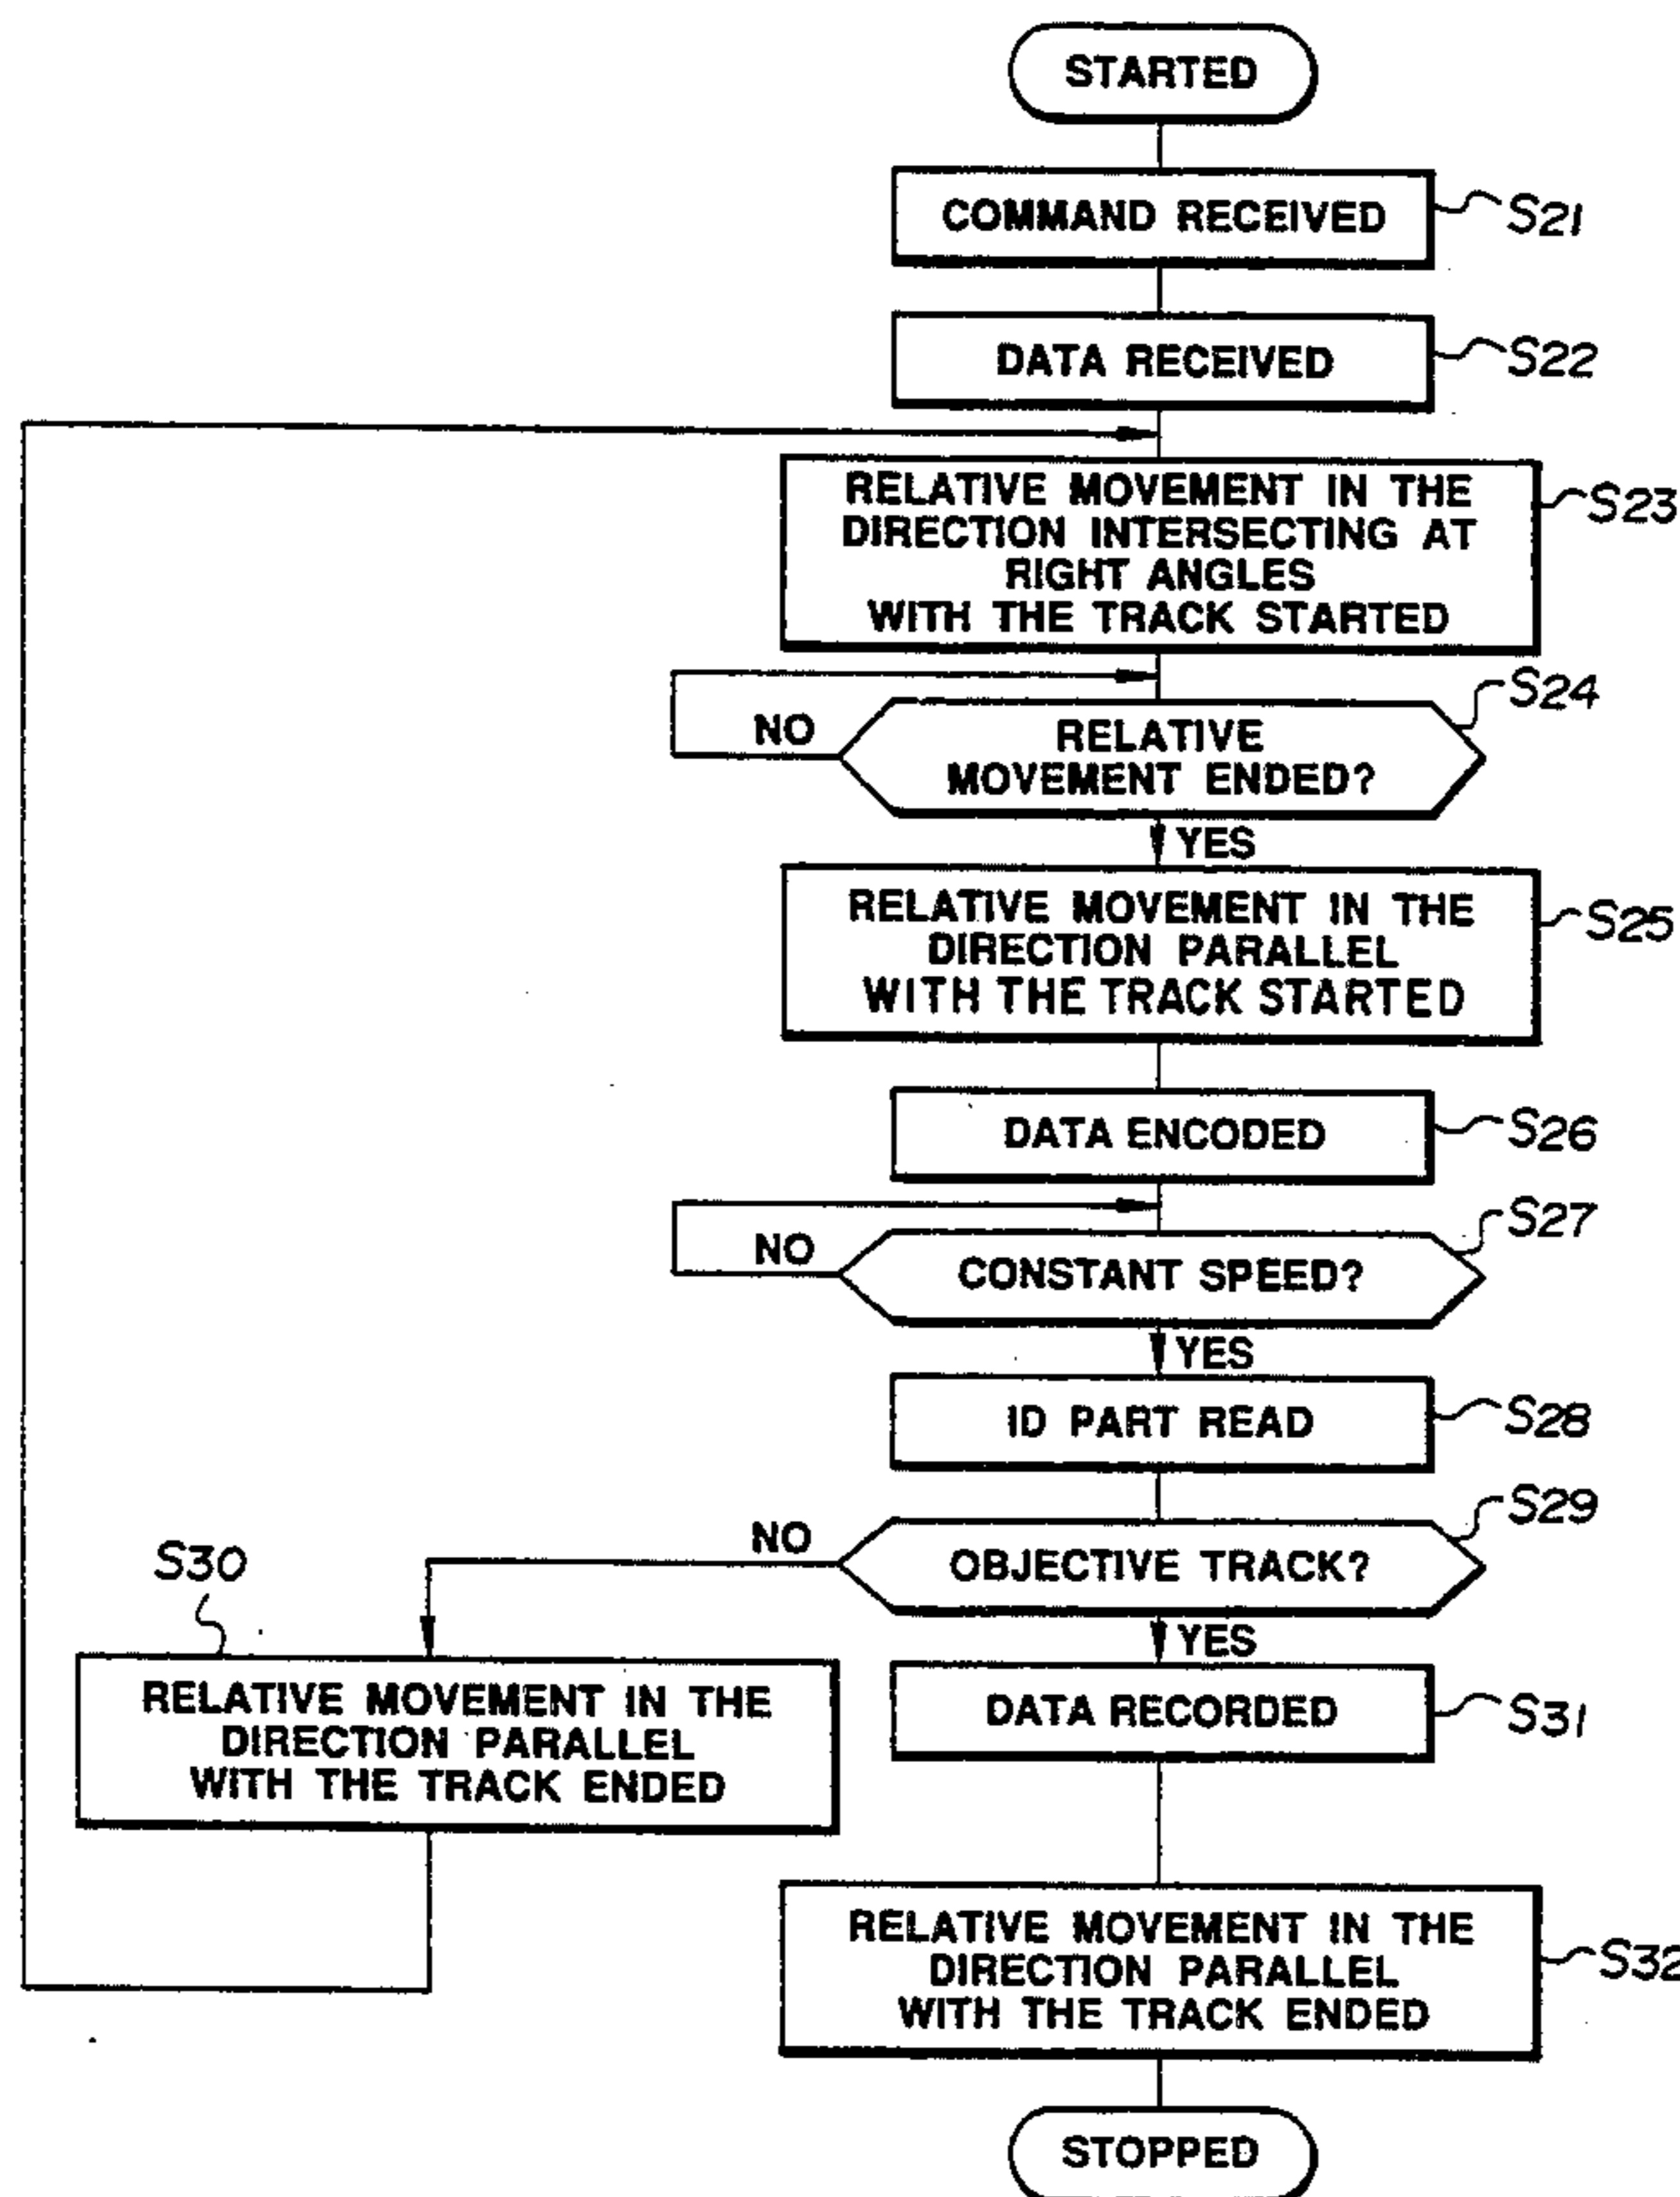 STARTED
COMMAND RECEIVED
S21
DATA RECEIVED
S22
RELATIVE MOVEMENT IN THE
DIRECTION INTERSECTING AT
RIGHT ANGLES
WITH THE TRACK STARTED
S23
RELATIVE
MOVEMENT ENDED?
S24
NO
YES
RELATIVE MOVEMENT IN THE
DIRECTION PARALLEL
WITH THE TRACK STARTED
S25
DATA ENCODED
S26
CONSTANT SPEED?
S27
NO
YES
ID PART READ
S28
OBJECTIVE TRACK?
S29
NO
YES
S30
RELATIVE MOVEMENT IN THE
DIRECTION PARALLEL
WITH THE TRACK ENDED
DATA RECORDED
S31
RELATIVE MOVEMENT IN THE
DIRECTION PARALLEL
WITH THE TRACK ENDED
S32
STOPPED